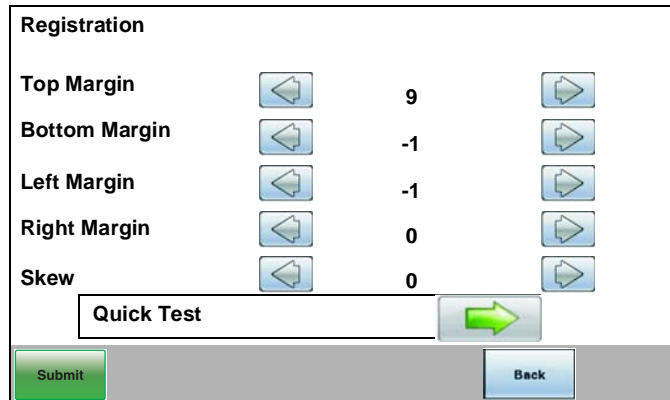 Registration
Top Margin 9
Bottom Margin -1
Left Margin -1
Right Margin 0
Skew 0
Quick Test
Submit Back